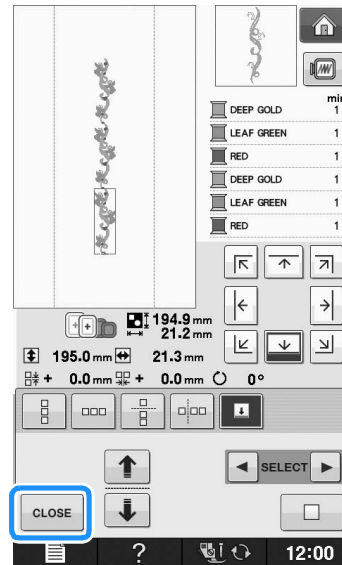 min
DEEP GOLD 1
LEAF GREEN 1
RED 1
DEEP GOLD 1
LEAF GREEN 1
RED 1
194.9 mm
21.2 mm
195.0 mm 21.3 mm
+ 0.0 mm + 0.0 mm 0°
SELECT
CLOSE
? 12:00